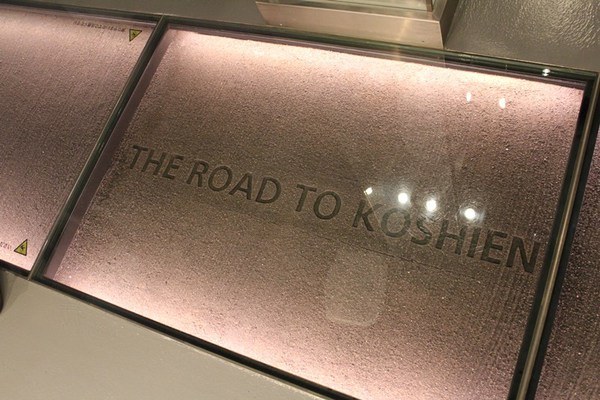 THE ROAD TO KOSHIEN